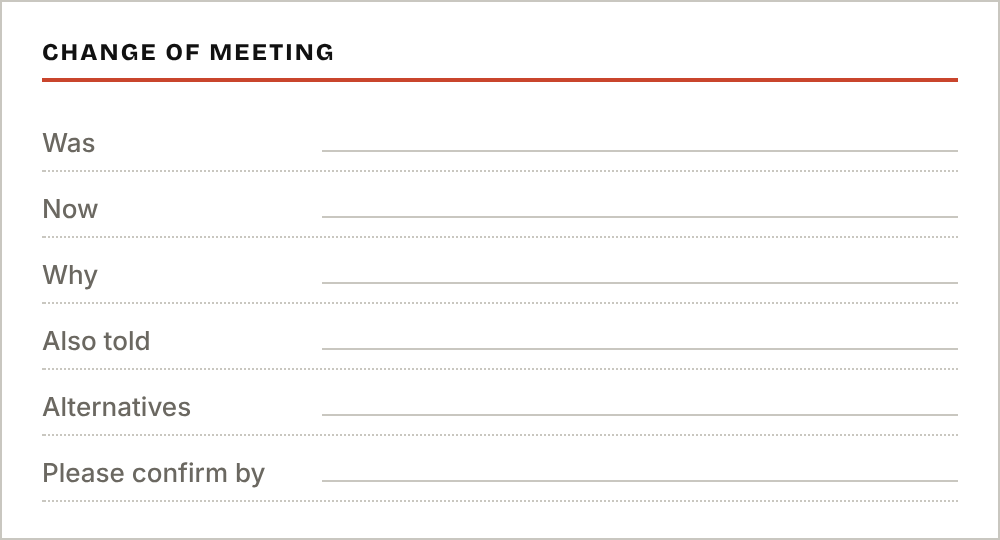 CHANGE OF MEETING
Was
Now
Why
Also told
Alternatives
Please confirm by